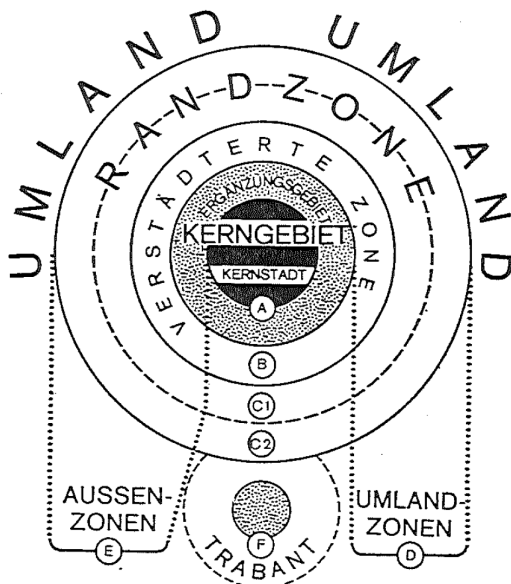 UMLAND UMLAND
RANDZONE
VERSTÄDTERTE ZONE
ERGÄNZUNGSGEBIET
KERNGEBIET
KERNSTADT
A
B
C1
C2
AUSSEN-
ZONEN
E
F
TRABANT
UMLAND-
ZONEN
D